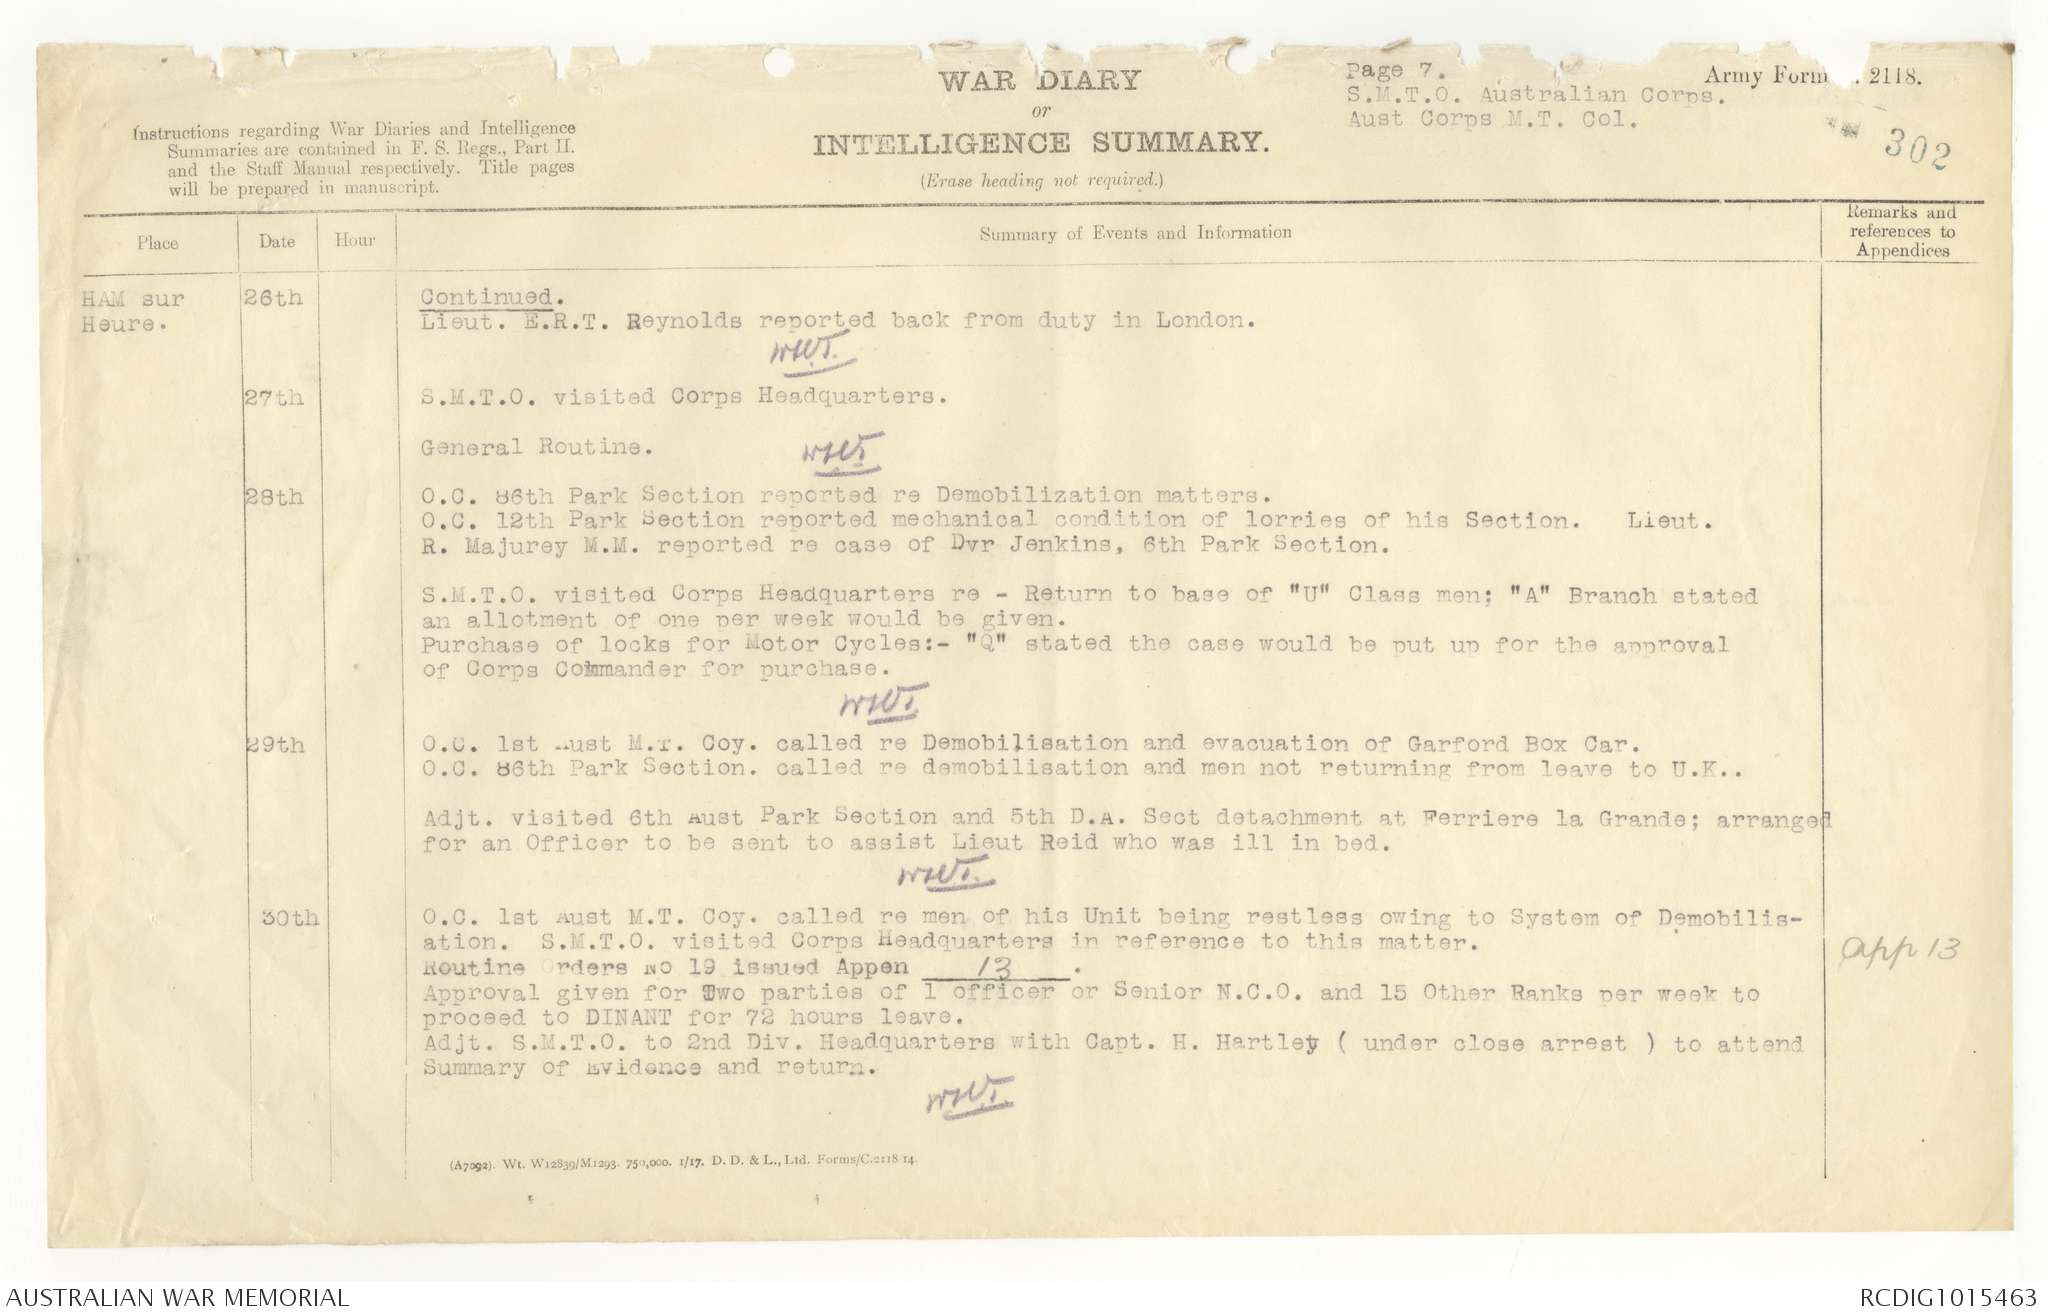 WAR DIARY
or
INTELLIGENCE SUMMARY.
(Erase heading not required.)
Page 7.
S.M.T.O. Australian Corps.
Aust Corps M.T. Col.
Army Form 2118.
302
Instructions regarding War Diaries and Intelligence
Summaries are contained in F. S. Regs., Part II.
and the Staff Manual respectively. Title pages
will be prepared in manuscript.
Place
Date
Hour
Summary of Events and Information
Remarks and
references to
Appendices
HAM sur
Heure.
26th
Continued.
Lieut. E.R.T. Reynolds reported back from duty in London.
27th
S.M.T.O. visited Corps Headquarters.
General Routine.
28th
O.C. 86th Park Section reported re Demobilization matters.
O.C. 12th Park Section reported mechanical condition of lorries of his Section. Lieut.
R. Majurey M.M. reported re case of Dvr Jenkins, 6th Park Section.
S.M.T.O. visited Corps Headquarters re - Return to base of "U" Class men; "A" Branch stated
an allotment of one per week would be given.
Purchase of locks for Motor Cycles:- "Q" stated the case would be put up for the approval
of Corps Commander for purchase.
29th
O.C. 1st Aust M.T. Coy. called re Demobilisation and evacuation of Garford Box Car.
O.C. 86th Park Section. called re demobilisation and men not returning from leave to U.K..
Adjt. visited 6th Aust Park Section and 5th D.A. Sect detachment at Ferriere la Grande; arranged
for an Officer to be sent to assist Lieut Reid who was ill in bed.
30th
O.C. 1st Aust M.T. Coy. called re men of his Unit being restless owing to System of Demobilis-
ation. S.M.T.O. visited Corps Headquarters in reference to this matter.
Routine Orders No 19 issued Appen 13.
App 13
Approval given for Two parties of 1 officer or Senior N.C.O. and 15 Other Ranks per week to
proceed to DINANT for 72 hours leave.
Adjt. S.M.T.O. to 2nd Div. Headquarters with Capt. H. Hartley ( under close arrest ) to attend
Summary of Evidence and return.
(A7092). Wt. W12839/M1293. 750,000. 1/17. D. D. & L., Ltd. Forms/C.2118 14.
AUSTRALIAN WAR MEMORIAL
RCDIG1015463